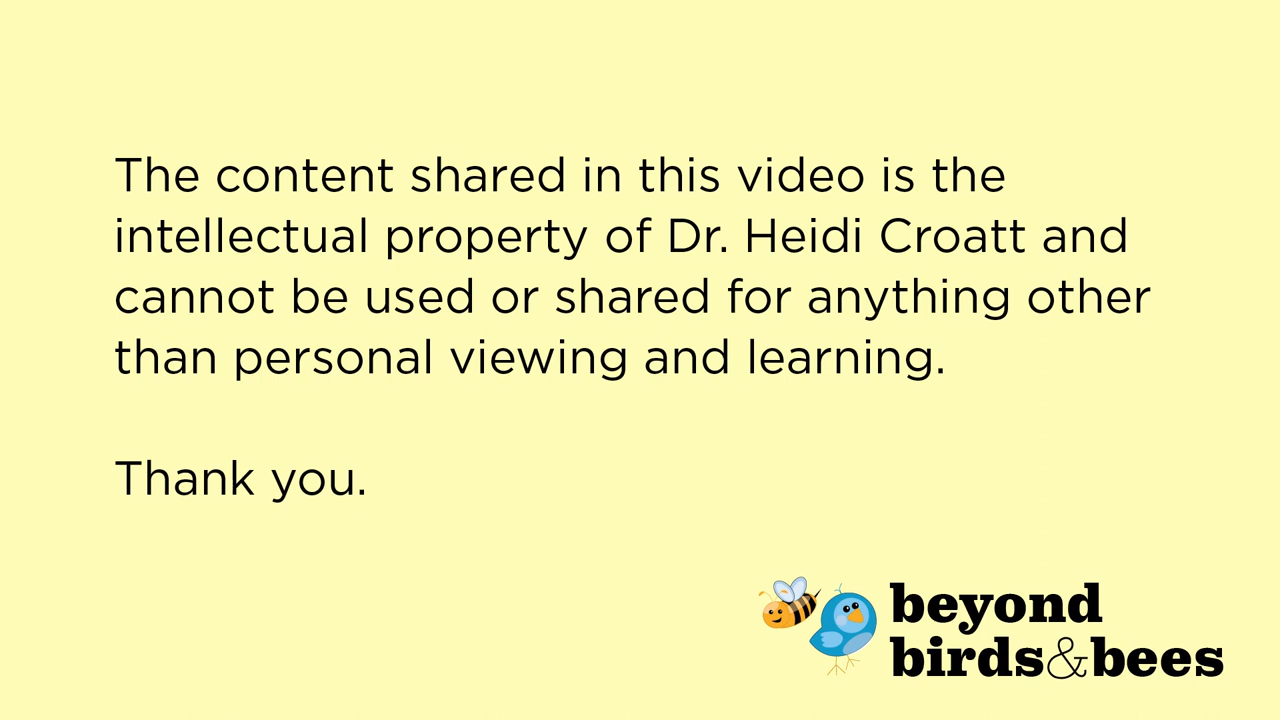 The content shared in this video is the
intellectual property of Dr. Heidi Croatt and
cannot be used or shared for anything other
than personal viewing and learning.
Thank you.
beyond
birds&bees